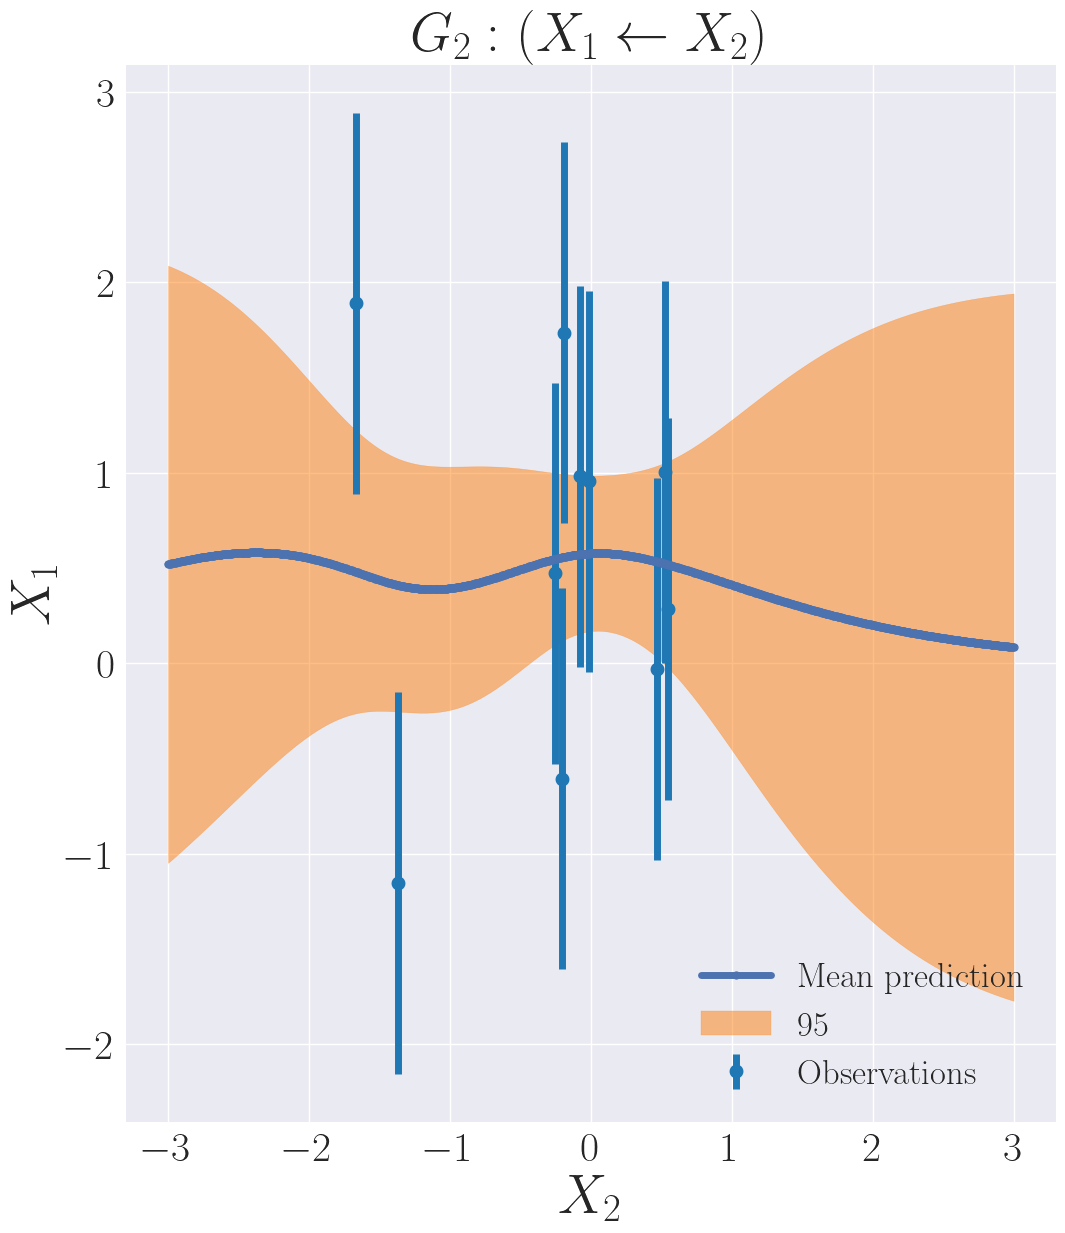 G₂ : (X₁ ← X₂)
3
2
1
0
−1
−2
X₁
Mean prediction
95
Observations
−3 −2 −1 0 1 2 3
X₂